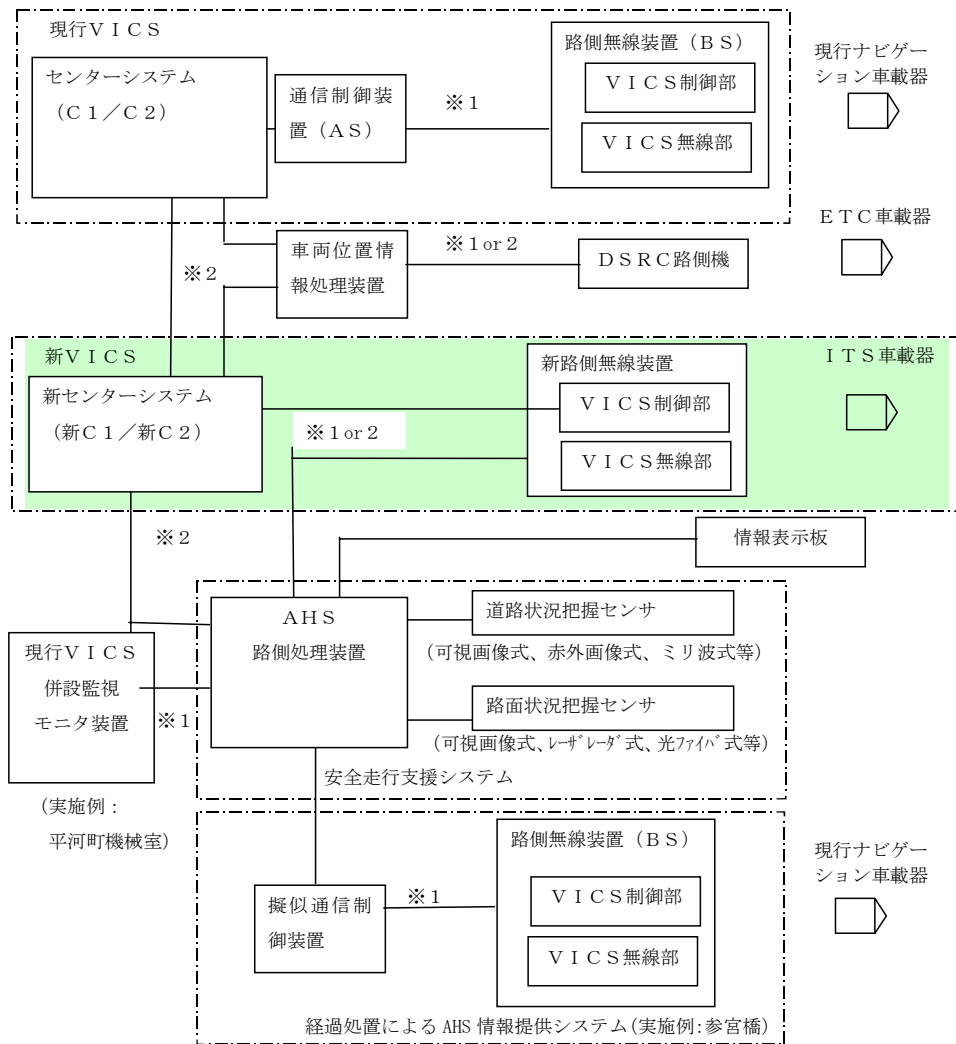 現行ＶＩＣＳ
センターシステム
（Ｃ１／Ｃ２）
通信制御装
置（ＡＳ）
※１
路側無線装置（ＢＳ）
ＶＩＣＳ制御部
ＶＩＣＳ無線部
現行ナビゲー
ション車載器
ＥＴＣ車載器
車両位置情
報処理装置
※１or２
ＤＳＲＣ路側機
※２
新ＶＩＣＳ
新センターシステム
（新Ｃ１／新Ｃ２）
※１or２
新路側無線装置
ＶＩＣＳ制御部
ＶＩＣＳ無線部
ＩＴＳ車載器
※２
情報表示板
ＡＨＳ
路側処理装置
道路状況把握センサ
（可視画像式、赤外画像式、ミリ波式等）
路面状況把握センサ
（可視画像式、ﾚｰｻﾞﾚｰﾀﾞ式、光ﾌｧｲﾊﾞ式等）
安全走行支援システム
現行ＶＩＣＳ
併設監視
モニタ装置
※１
（実施例：
平河町機械室）
擬似通信制
御装置
※１
路側無線装置（ＢＳ）
ＶＩＣＳ制御部
ＶＩＣＳ無線部
現行ナビゲー
ション車載器
経過処置による AHS 情報提供システム(実施例:参宮橋)